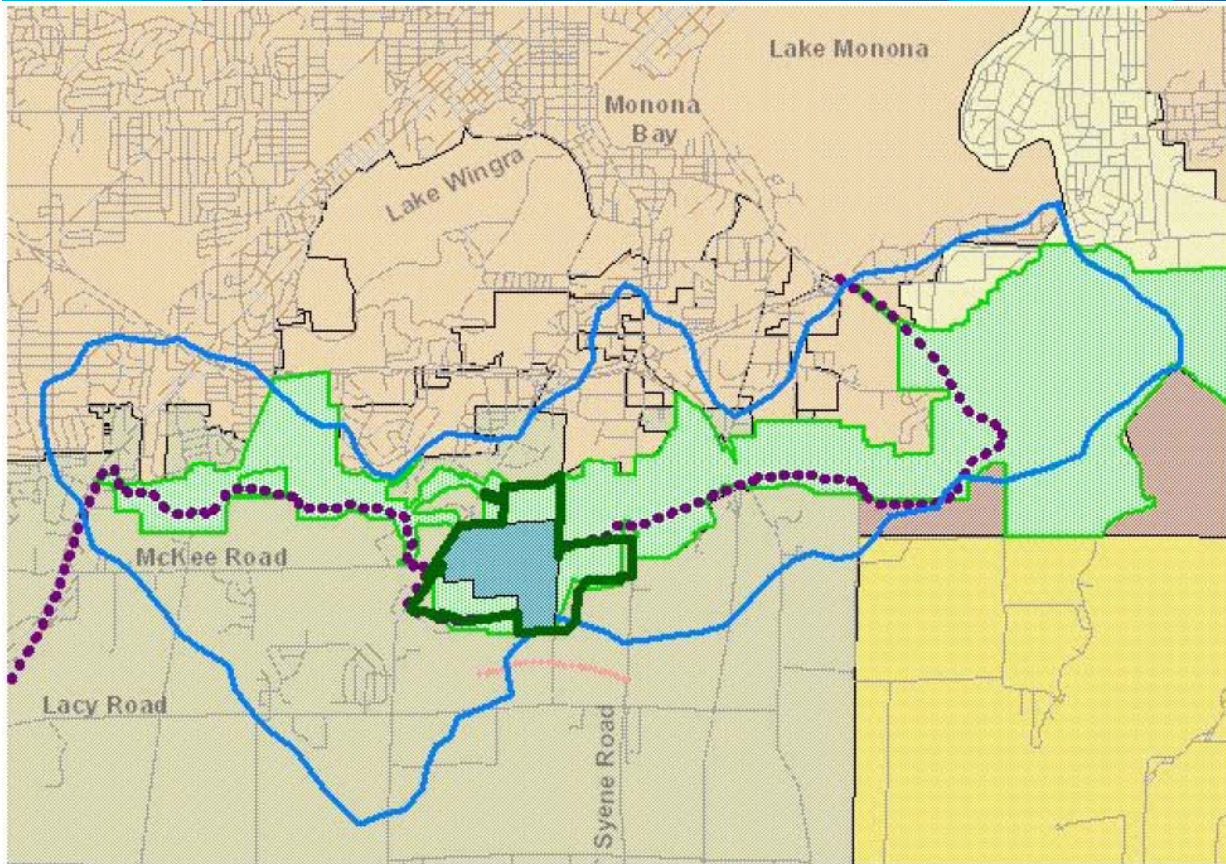 Lake Monona
Monona
Bay
Lake Wingra
McKee Road
Lacy Road
Syene Road